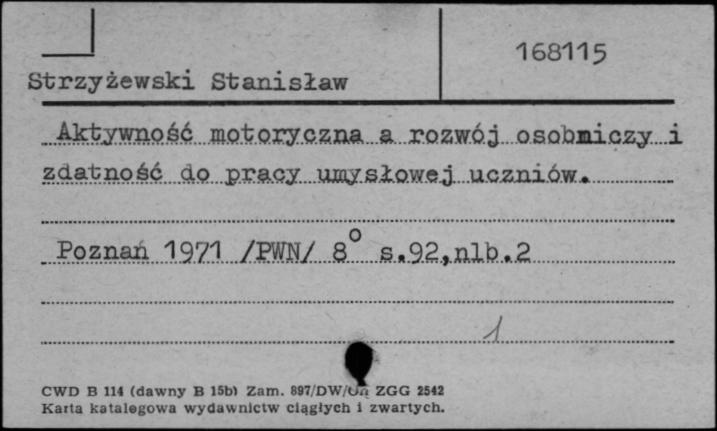 168115
Strzyżewski Stanisław
Aktywność motoryczna a rozwój osobniczy i
zdatność do pracy umysłowej uczniów.
Poznań 1971 /PWN/ 8° s.92,nlb.2
1
CWD B 114 (dawny B 15b) Zam. 897/DW/ ZGG 2542
Karta katalogowa wydawnictw ciągłych i zwartych.